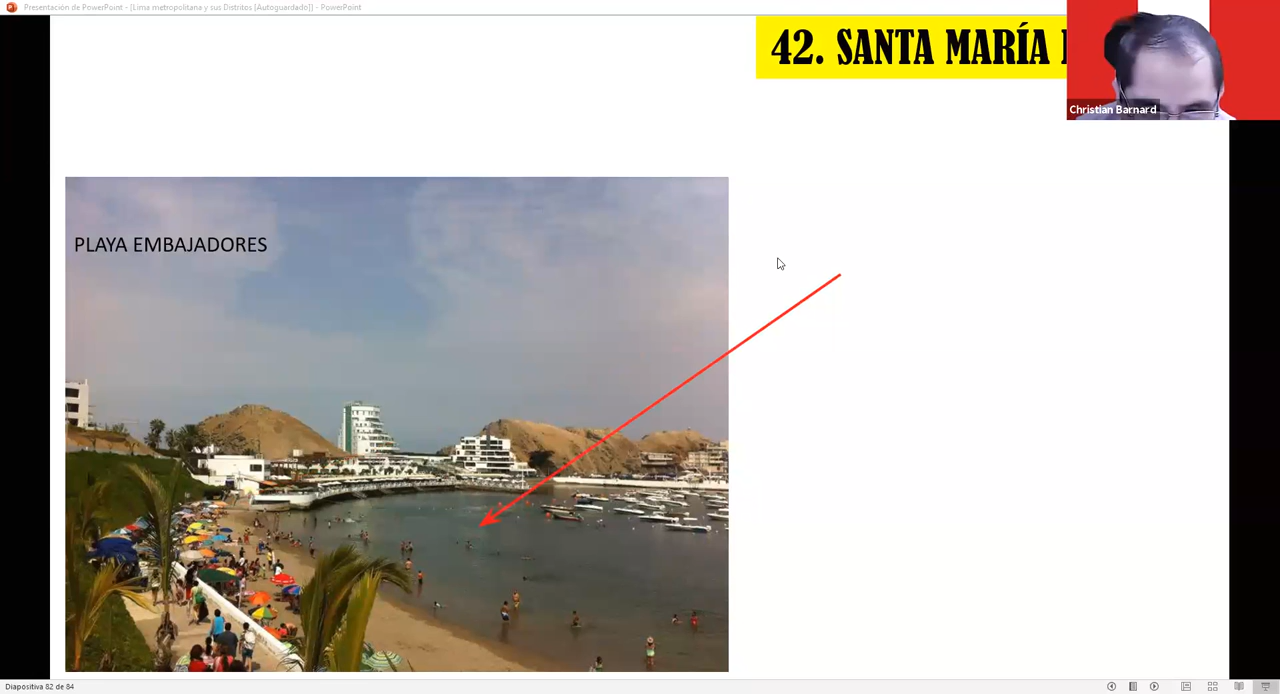 Presentación de PowerPoint - [Lima metropolitana y sus Distritos [Autoguardado]] - PowerPoint
42. SANTA MARÍA
Christian Barnard
PLAYA EMBAJADORES
Diapositiva 82 de 84